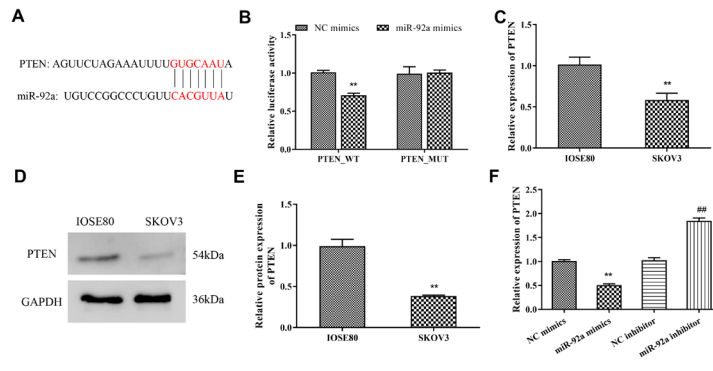 A
PTEN: AGUUCUAGAAAUUUUGUGCAAUA
miR-92a: UGUCCGGCCCUGUUCACGUUAU
B
NC mimics
miR-92a mimics
Relative luciferase activity
1.5
1.0
0.5
0.0
**
PTEN_WT
PTEN_MUT
C
Relative expression of PTEN
1.5
1.0
0.5
0.0
**
IOSE80
SKOV3
D
IOSE80
SKOV3
PTEN
54kDa
GAPDH
36kDa
E
Relative protein expression
of PTEN
1.5
1.0
0.5
0.0
**
IOSE80
SKOV3
F
Relative expression of PTEN
2.5
2.0
1.5
1.0
0.5
0.0
**
##
NC mimics
miR-92a mimics
NC inhibitor
miR-92a inhibitor